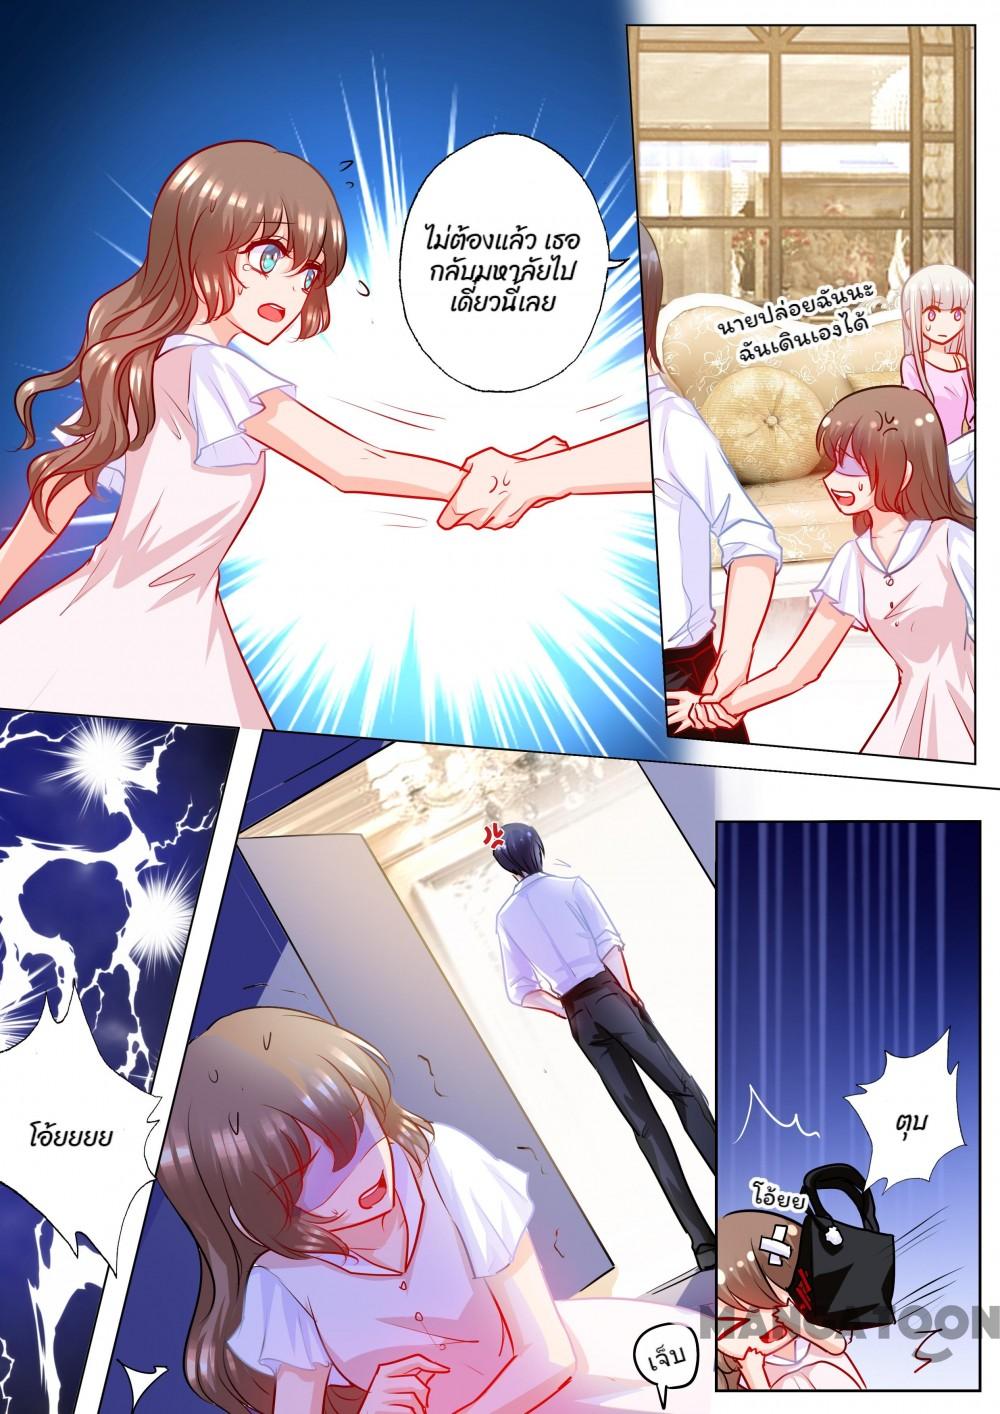 ไม่ต้องแล้ว เธอ
กลับมหาลัยไป
เดี๋ยวนี้เลย
นายปล่อยฉันนะ
ฉันเดินเองได้
โอ้ยยยย
เจ็บ
ตุบ
โอ้ยย
MANGATOON